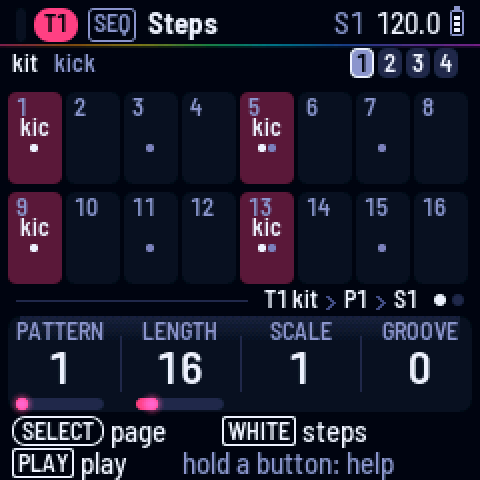 T1 SEQ Steps S1 120.0
kit kick 1 2 3 4
1 2 3 4 5 6 7 8
kic kic
9 10 11 12 13 14 15 16
kic kic
T1 kit > P1 > S1
PATTERN LENGTH SCALE GROOVE
1 16 1 0
SELECT page WHITE steps
PLAY play hold a button: help